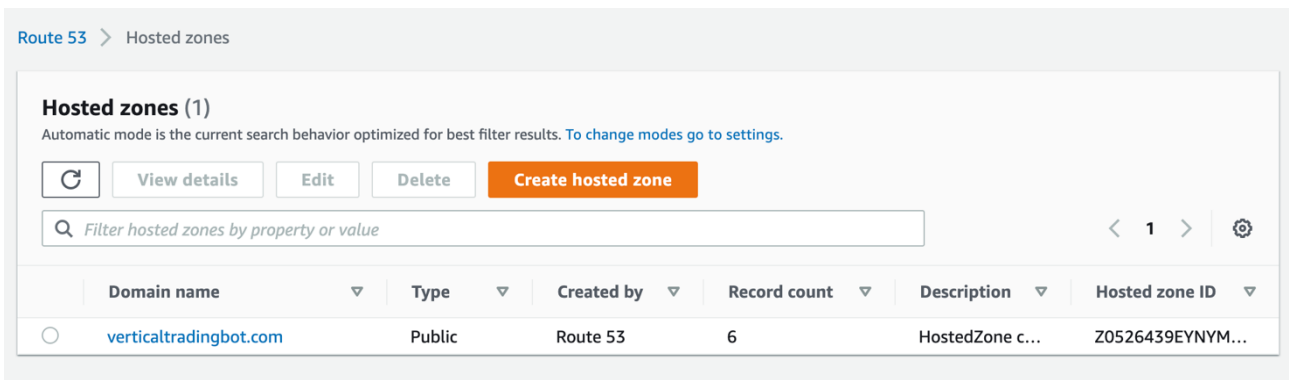 Route 53 > Hosted zones
Hosted zones (1)
Automatic mode is the current search behavior optimized for best filter results. To change modes go to settings.
View details Edit Delete Create hosted zone
Filter hosted zones by property or value 1
Domain name Type Created by Record count Description Hosted zone ID
verticaltradingbot.com Public Route 53 6 HostedZone c... Z0526439EYNYM...